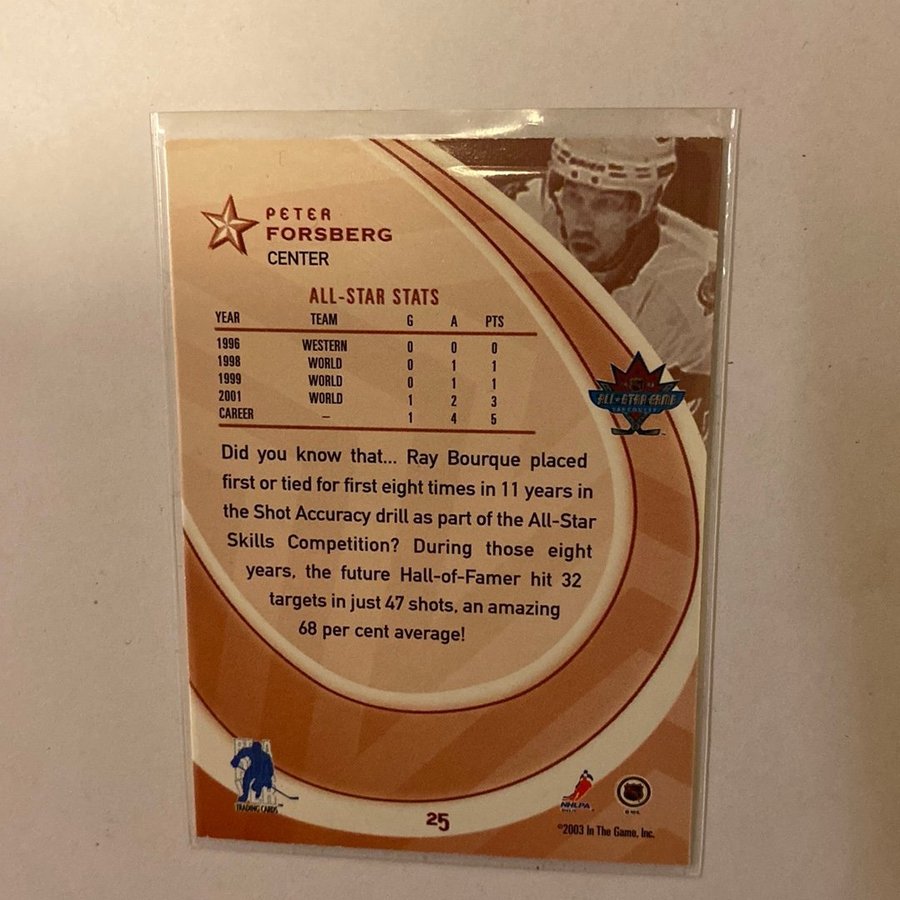 PETER
FORSBERG
CENTER
ALL-STAR STATS
YEAR TEAM G A PTS
1996 WESTERN 0 0 0
1998 WORLD 0 1 1
1999 WORLD 0 1 1
2001 WORLD 1 2 3
CAREER – 1 4 5
Did you know that... Ray Bourque placed
first or tied for first eight times in 11 years in
the Shot Accuracy drill as part of the All-Star
Skills Competition? During those eight
years, the future Hall-of-Famer hit 32
targets in just 47 shots, an amazing
68 per cent average!
ALL-STAR GAME
TRADING CARDS™
25
NHLPA
©2003 In The Game, Inc.